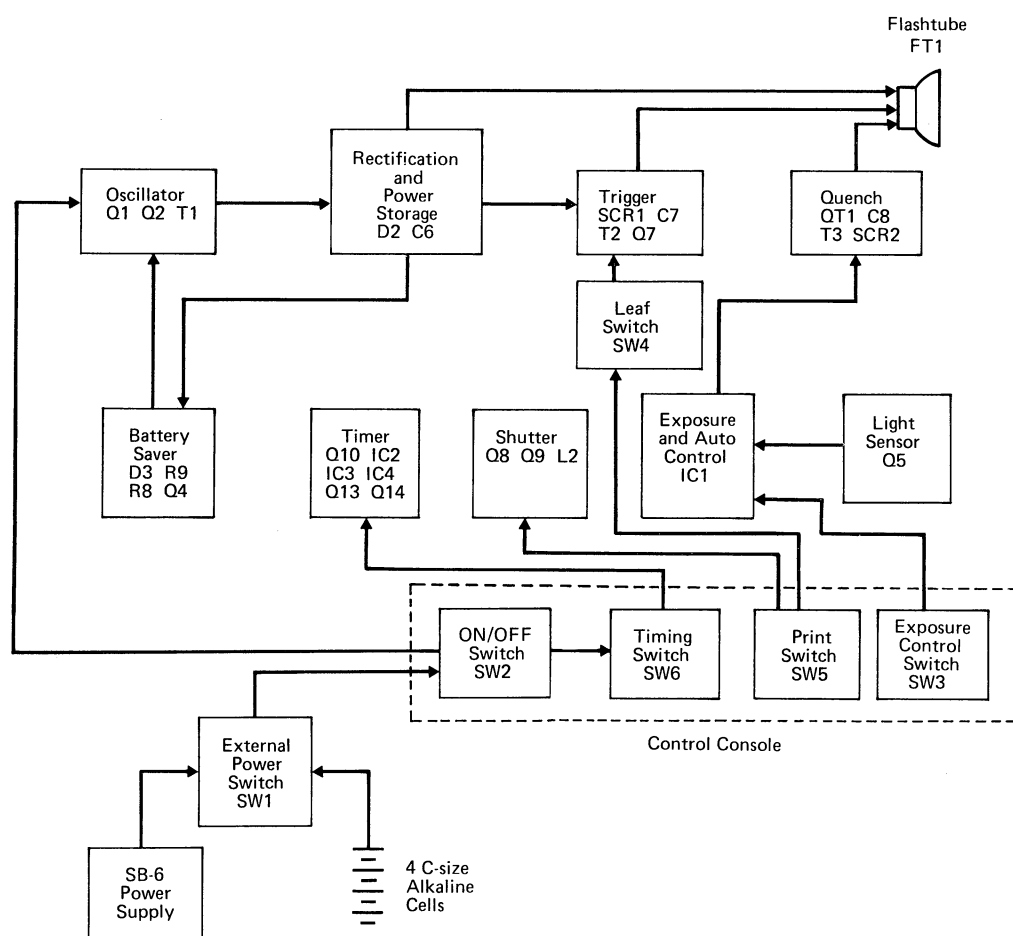 Flashtube
FT1
Oscillator
Q1 Q2 T1
Rectification
and
Power
Storage
D2 C6
Trigger
SCR1 C7
T2 Q7
Quench
QT1 C8
T3 SCR2
Leaf
Switch
SW4
Battery
Saver
D3 R9
R8 Q4
Timer
Q10 IC2
IC3 IC4
Q13 Q14
Shutter
Q8 Q9 L2
Exposure
and Auto
Control
IC1
Light
Sensor
Q5
ON/OFF
Switch
SW2
Timing
Switch
SW6
Print
Switch
SW5
Exposure
Control
Switch
SW3
Control Console
External
Power
Switch
SW1
SB-6
Power
Supply
4 C-size
Alkaline
Cells